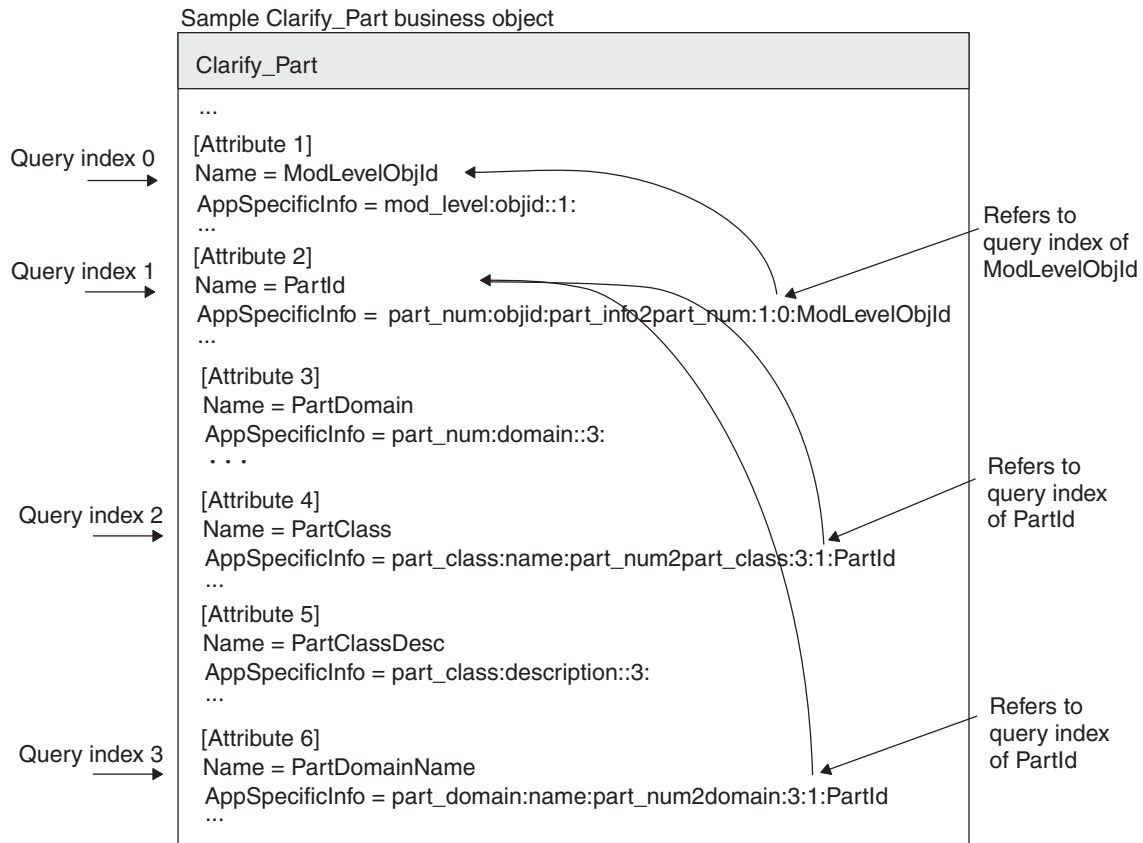 Sample Clarify_Part business object
Clarify_Part
...
Query index 0
[Attribute 1]
Name = ModLevelObjId
AppSpecificInfo = mod_level:objid::1:
...
Refers to
query index of
ModLevelObjId
Query index 1
[Attribute 2]
Name = PartId
AppSpecificInfo = part_num:objid:part_info2part_num:1:0:ModLevelObjId
...
[Attribute 3]
Name = PartDomain
AppSpecificInfo = part_num:domain::3:
. . .
Refers to
query index
of PartId
Query index 2
[Attribute 4]
Name = PartClass
AppSpecificInfo = part_class:name:part_num2part_class:3:1:PartId
...
[Attribute 5]
Name = PartClassDesc
AppSpecificInfo = part_class:description::3:
...
Refers to
query index
of PartId
Query index 3
[Attribute 6]
Name = PartDomainName
AppSpecificInfo = part_domain:name:part_num2domain:3:1:PartId
...